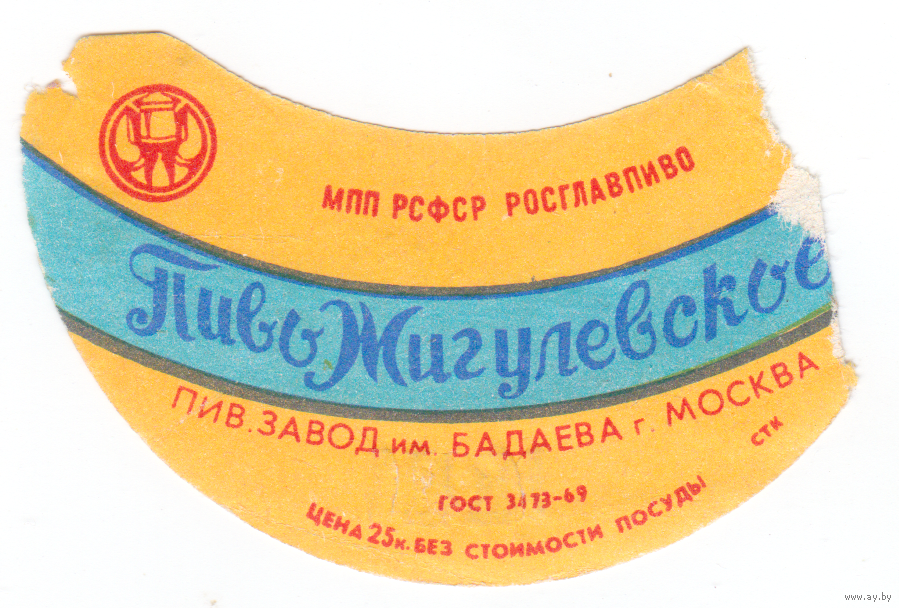 МПП РСФСР РОСГЛАВПИВО
Пиво Жигулевское
ПИВ. ЗАВОД им. БАДАЕВА г. МОСКВА
СТК
ГОСТ 3473-69
ЦЕНА 25к. БЕЗ СТОИМОСТИ ПОСУДЫ
www.ay.by